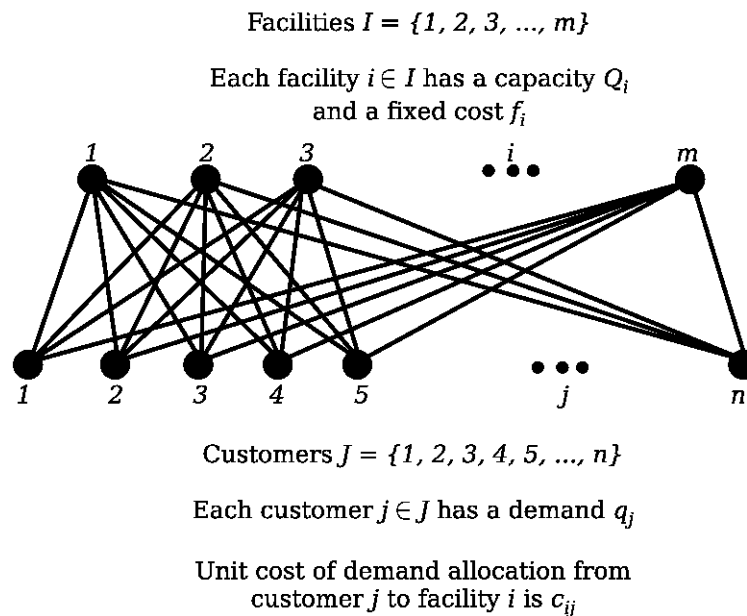 Facilities I = {1, 2, 3, ..., m}
Each facility i ∈ I has a capacity Qᵢ
and a fixed cost fᵢ
1 2 3 i m
1 2 3 4 5 j n
Customers J = {1, 2, 3, 4, 5, ..., n}
Each customer j ∈ J has a demand qⱼ
Unit cost of demand allocation from
customer j to facility i is cᵢⱼ